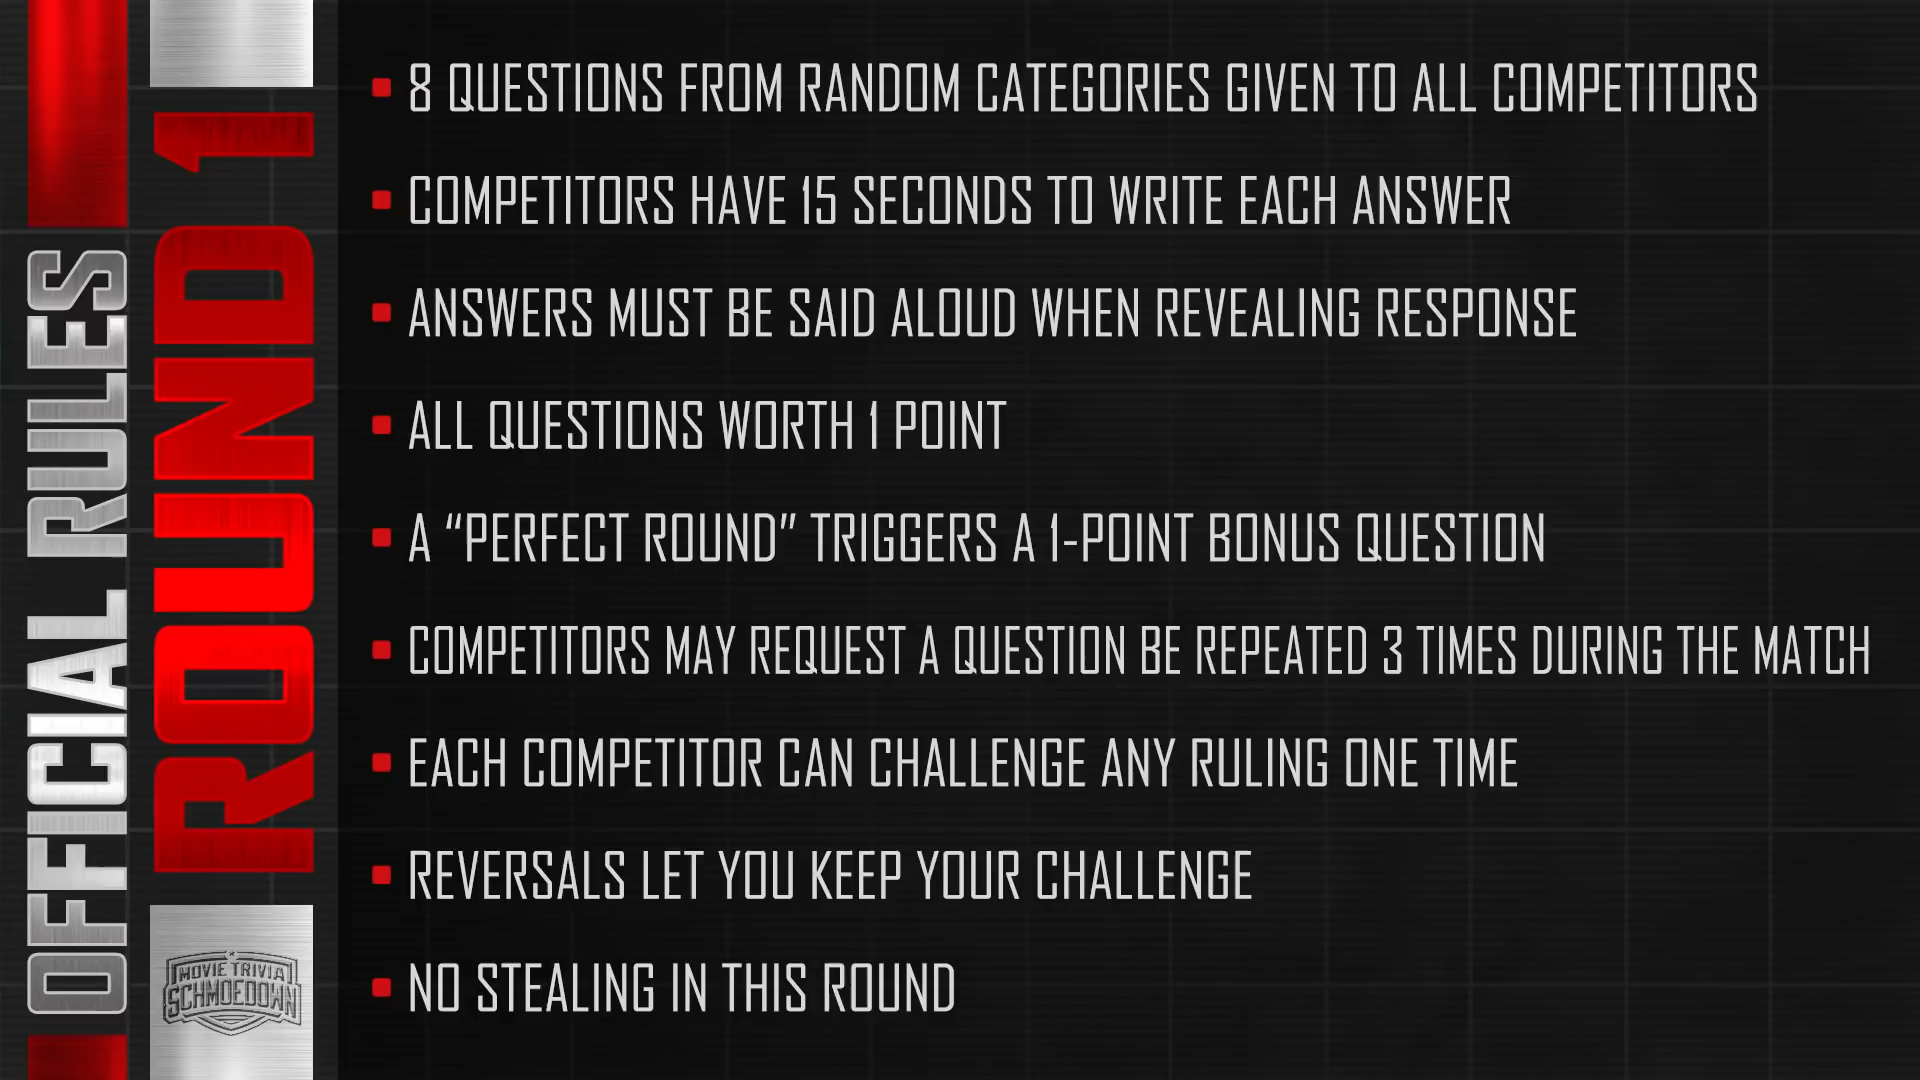 OFFICIAL RULES
ROUND 1
8 QUESTIONS FROM RANDOM CATEGORIES GIVEN TO ALL COMPETITORS
COMPETITORS HAVE 15 SECONDS TO WRITE EACH ANSWER
ANSWERS MUST BE SAID ALOUD WHEN REVEALING RESPONSE
ALL QUESTIONS WORTH 1 POINT
A “PERFECT ROUND” TRIGGERS A 1-POINT BONUS QUESTION
COMPETITORS MAY REQUEST A QUESTION BE REPEATED 3 TIMES DURING THE MATCH
EACH COMPETITOR CAN CHALLENGE ANY RULING ONE TIME
REVERSALS LET YOU KEEP YOUR CHALLENGE
NO STEALING IN THIS ROUND
MOVIE TRIVIA
SCHMOEDOWN